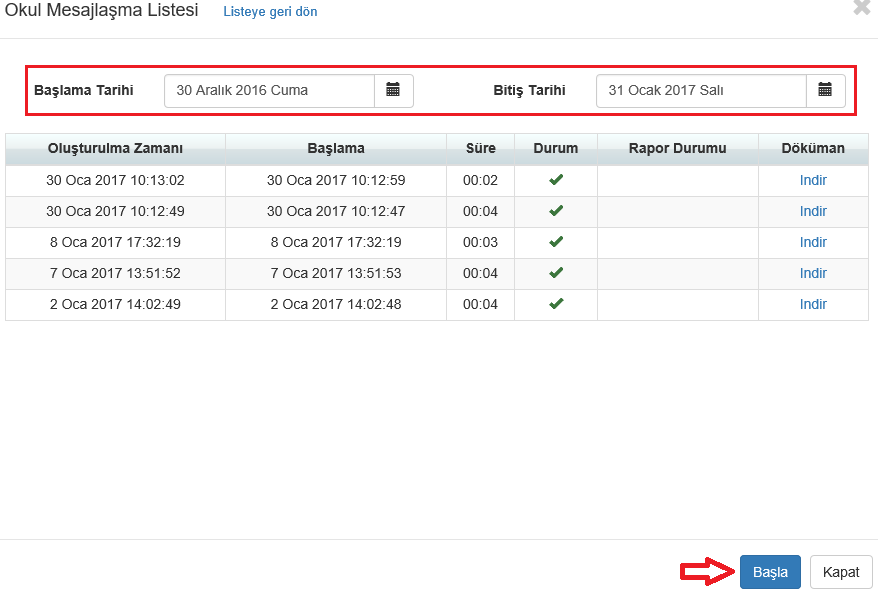 Okul Mesajlaşma Listesi Listeye geri dön
Başlama Tarihi 30 Aralık 2016 Cuma Bitiş Tarihi 31 Ocak 2017 Salı
Oluşturulma Zamanı Başlama Süre Durum Rapor Durumu Döküman
30 Oca 2017 10:13:02 30 Oca 2017 10:12:59 00:02 Indir
30 Oca 2017 10:12:49 30 Oca 2017 10:12:47 00:04 Indir
8 Oca 2017 17:32:19 8 Oca 2017 17:32:19 00:03 Indir
7 Oca 2017 13:51:52 7 Oca 2017 13:51:53 00:04 Indir
2 Oca 2017 14:02:49 2 Oca 2017 14:02:48 00:04 Indir
Başla Kapat